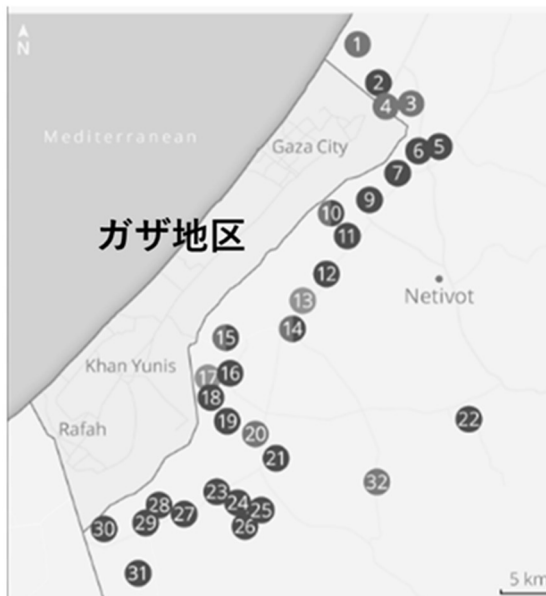 N
1
2
4 3
Mediterranean
Gaza City
6 5
7
9
10
ガザ地区
11
12
13
Netivot
14
15
Khan Yunis
17 16
18
19
22
Rafah
20
21
32
23
28 24 25
29 27
30 26
31
5 km